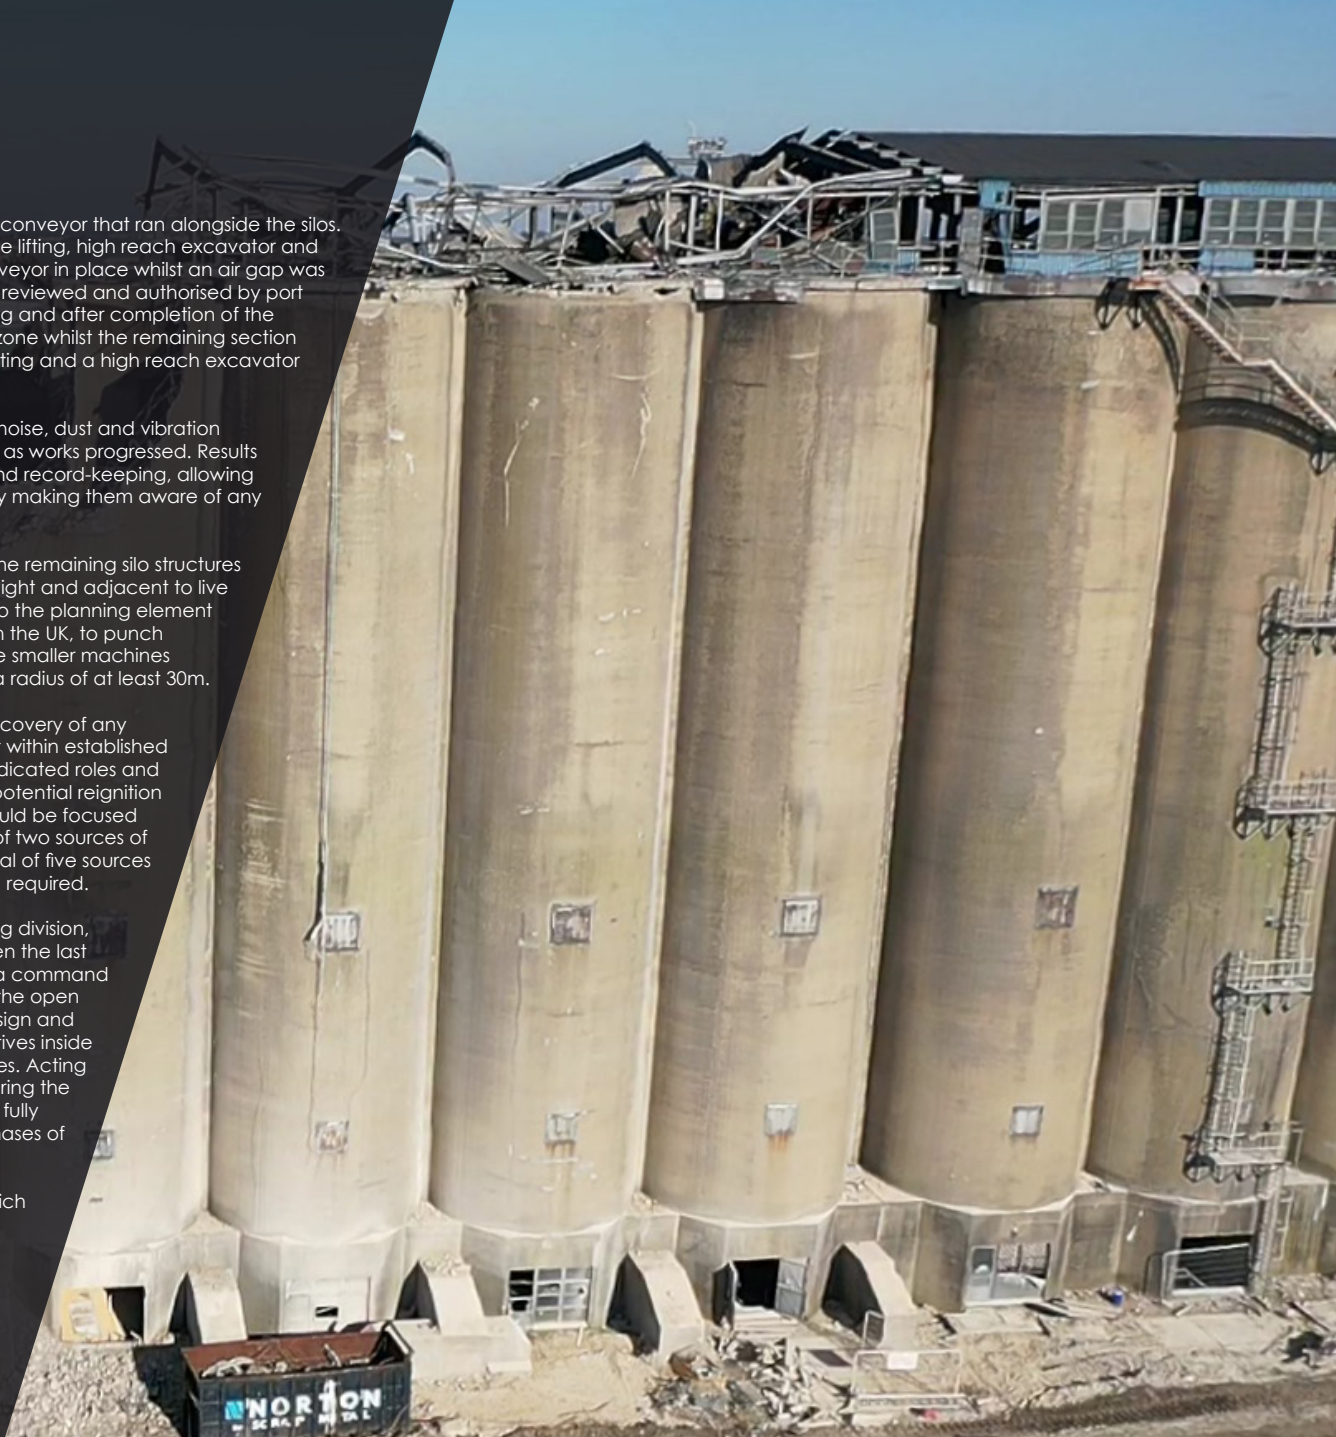 conveyor that ran alongside the silos.
e lifting, high reach excavator and
veyor in place whilst an air gap was
reviewed and authorised by port
g and after completion of the
zone whilst the remaining section
ting and a high reach excavator
noise, dust and vibration
as works progressed. Results
nd record-keeping, allowing
y making them aware of any
he remaining silo structures
ight and adjacent to live
o the planning element
n the UK, to punch
e smaller machines
a radius of at least 30m.
covery of any
within established
dicated roles and
potential reignition
uld be focused
of two sources of
al of five sources
required.
g division,
en the last
a command
the open
sign and
tives inside
es. Acting
ring the
fully
ases of
ich
NORTON
SCRAP METAL